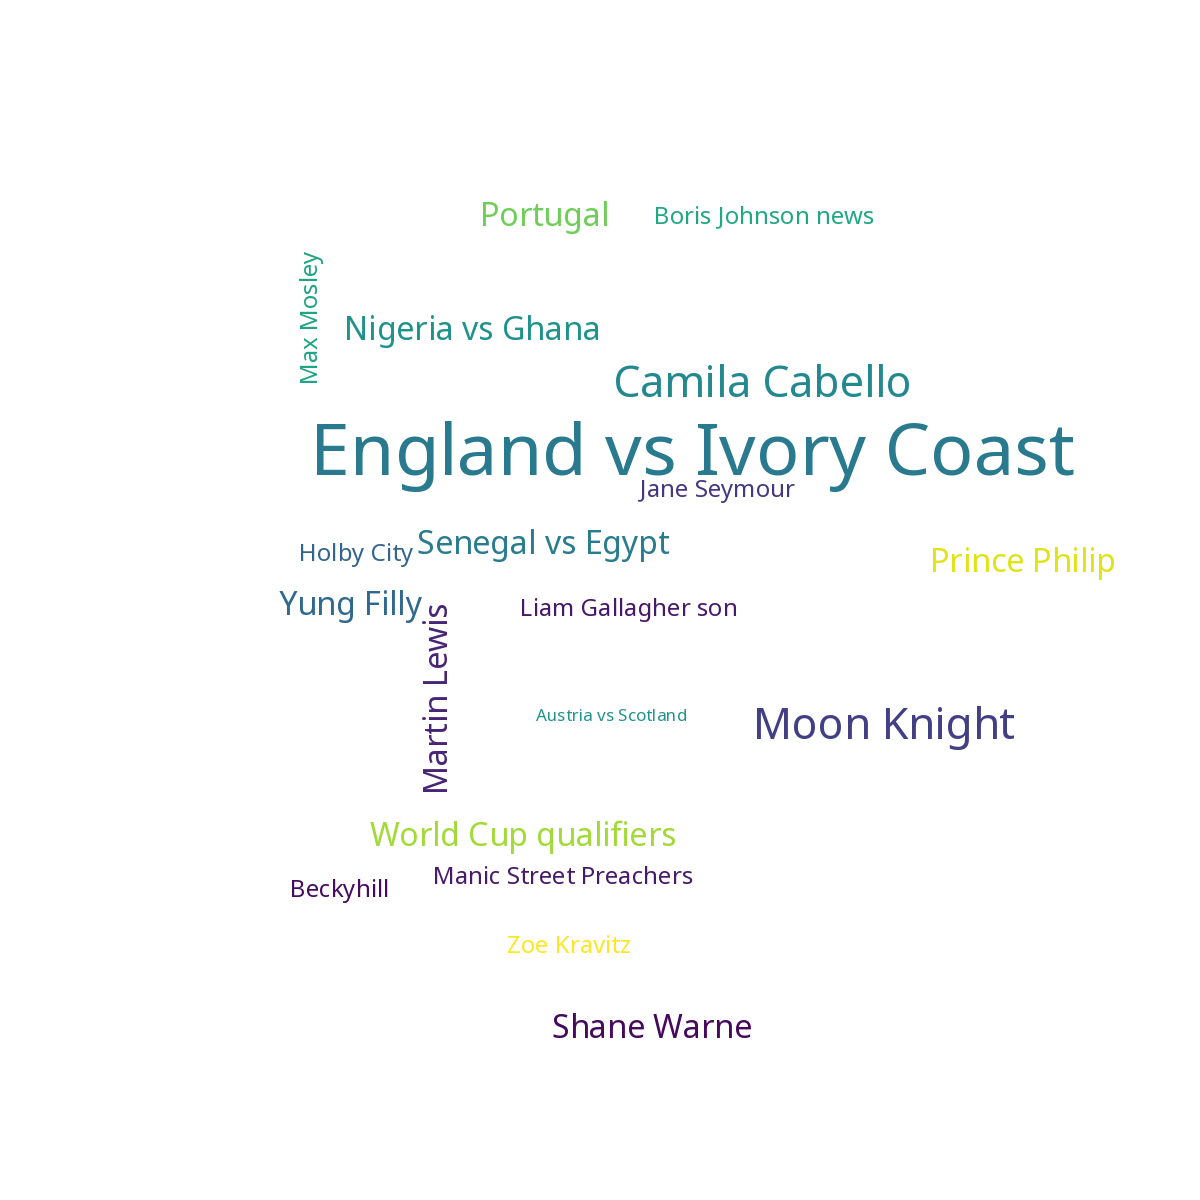 Portugal
Boris Johnson news
Max Mosley
Nigeria vs Ghana
Camila Cabello
England vs Ivory Coast
Jane Seymour
Senegal vs Egypt
Holby City
Prince Philip
Yung Filly
Liam Gallagher son
Martin Lewis
Austria vs Scotland
Moon Knight
World Cup qualifiers
Manic Street Preachers
Beckyhill
Zoe Kravitz
Shane Warne